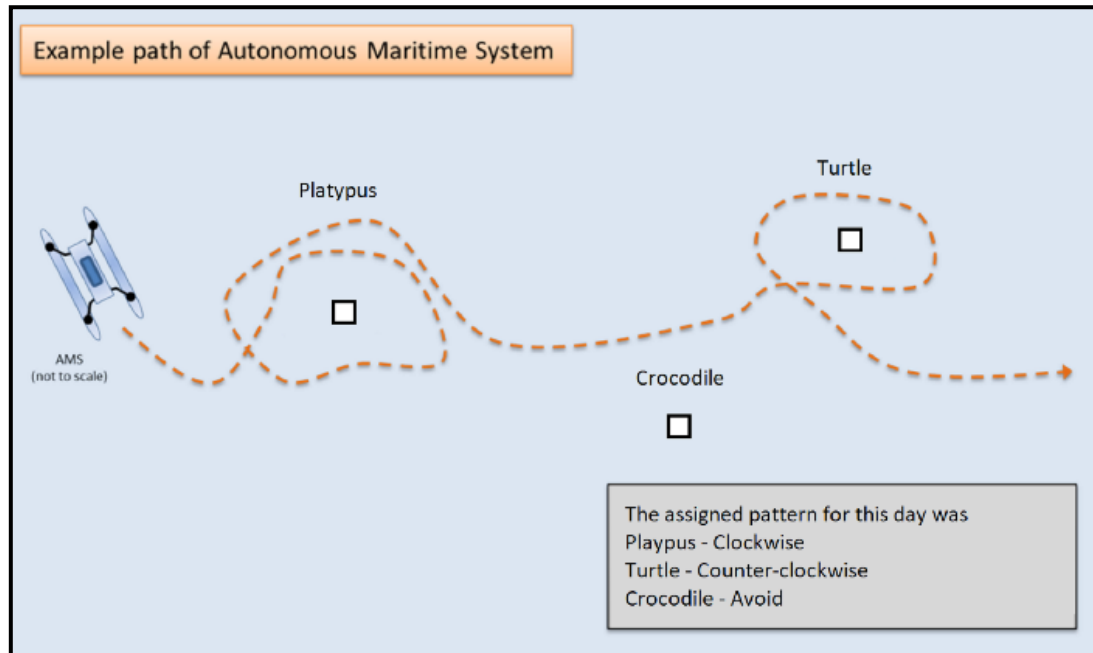 Example path of Autonomous Maritime System
Turtle
Platypus
AMS
(not to scale)
Crocodile
The assigned pattern for this day was
Playpus - Clockwise
Turtle - Counter-clockwise
Crocodile - Avoid